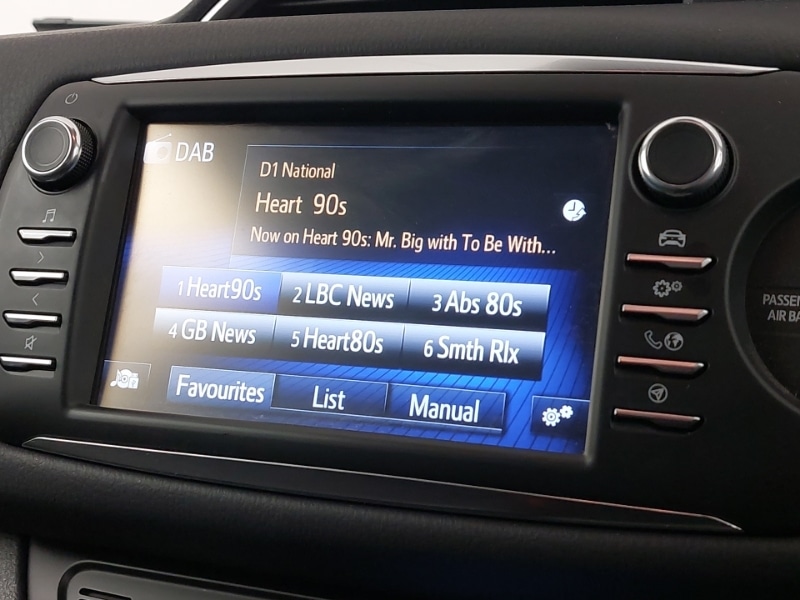 DAB
D1 National
Heart 90s
Now on Heart 90s: Mr. Big with To Be With...
1 Heart90s 2 LBC News 3 Abs 80s
4 GB News 5 Heart80s 6 Smth Rlx
Favourites List Manual
PASSEN
AIR BA